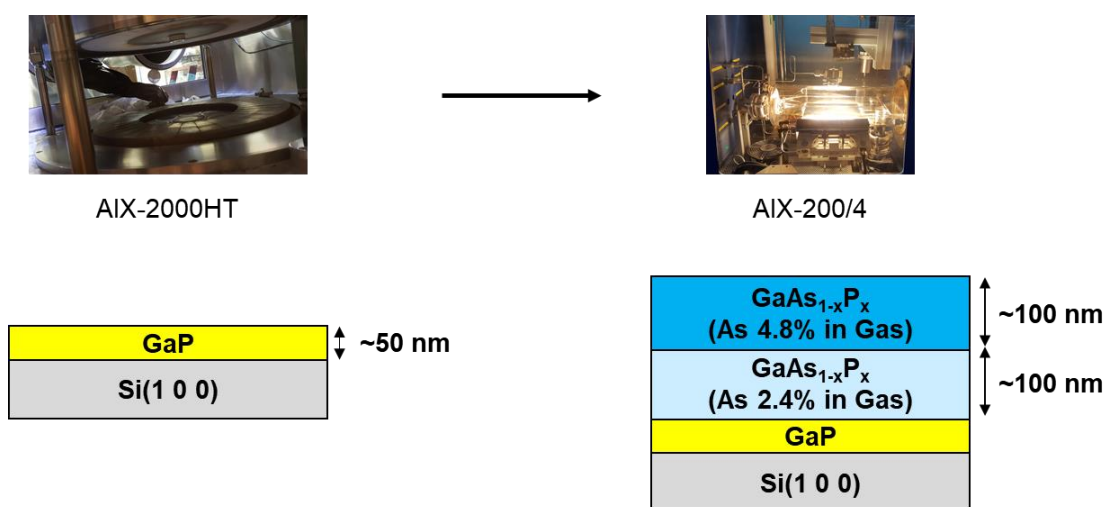 AIX-2000HT
AIX-200/4
GaP
Si(1 0 0)
~50 nm
GaAs₁₋ₓPₓ
(As 4.8% in Gas)
~100 nm
GaAs₁₋ₓPₓ
(As 2.4% in Gas)
~100 nm
GaP
Si(1 0 0)